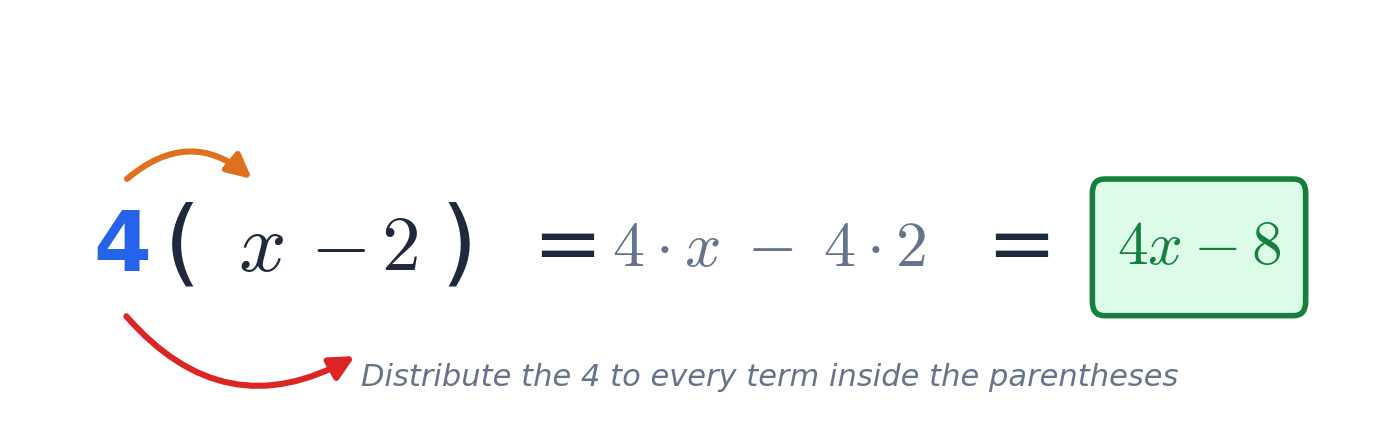 4( x − 2 ) = 4 · x − 4 · 2 = 4x − 8
Distribute the 4 to every term inside the parentheses